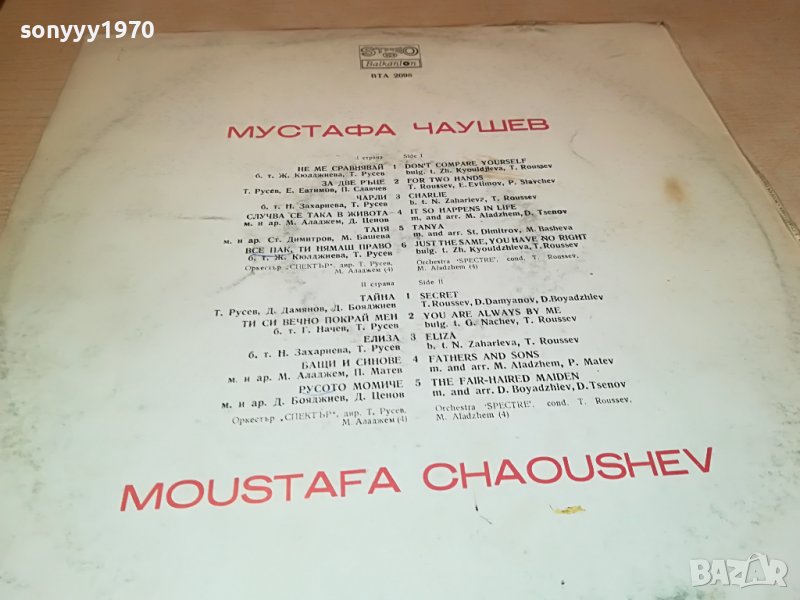 sonyyy1970
STEREO
Balkanton
BTA 2098
МУСТАФА ЧАУШЕВ
I страна Side I
НЕ МЕ СРАВНЯВАЙ 1 DON'T COMPARE YOURSELF
б. т. Ж. Кюлджиева, Т. Русев bulg. t. Zh. Kyouldjieva, T. Roussev
ЗА ДВЕ РЪЦЕ 2 FOR TWO HANDS
Т. Русев, Е. Евтимов, П. Славчев T. Roussev, E. Evtimov, P. Slavchev
ЧАРЛИ 3 CHARLIE
б. т. Н. Захариева, Т. Русев b. t. N. Zaharieva, T. Roussev
СЛУЧВА СЕ ТАКА В ЖИВОТА 4 IT SO HAPPENS IN LIFE
м. и ар. М. Аладжем, Д. Ценов m. and arr. M. Aladzhem, D. Tsenov
ТАНЯ 5 TANYA
м. и ар. Ст. Димитров, М. Башева m. and arr. St. Dimitrov, M. Basheva
ВСЕ ПАК, ТИ НЯМАШ ПРАВО 6 JUST THE SAME, YOU HAVE NO RIGHT
б. т. Ж. Кюлджиева, Т. Русев bulg. t. Zh. Kyouldzhieva, T. Roussev
Оркестър „СПЕКТЪР", дир. Т. Русев, Orchestra 'SPECTRE', cond. T. Roussev,
М. Аладжем (4) M. Aladzhem (4)
II страна Side II
ТАЙНА 1 SECRET
Т. Русев, Д. Дамянов, Д. Бояджиев T. Roussev, D. Damyanov, D. Boyadzhiev
ТИ СИ ВЕЧНО ПОКРАЙ МЕН 2 YOU ARE ALWAYS BY ME
б. т. Г. Начев, Т. Русев bulg. t. G. Nachev, T. Roussev
ЕЛИЗА 3 ELIZA
б. т. Н. Захариева, Т. Русев b. t. N. Zaharieva, T. Roussev
БАЩИ И СИНОВЕ 4 FATHERS AND SONS
м. и ар. М. Аладжем, П. Матев m. and arr. M. Aladzhem, P. Matev
РУСОТО МОМИЧЕ 5 THE FAIR-HAIRED MAIDEN
м. и ар. Д. Бояджиев, Д. Ценов m. and arr. D. Boyadzhiev, D. Tsenov
Оркестър „СПЕКТЪР", дир. Т. Русев, Orchestra 'SPECTRE', cond. T. Roussev,
М. Аладжем (4) M. Aladzhem (4)
MOUSTAFA CHAOUSHEV
BAZAR